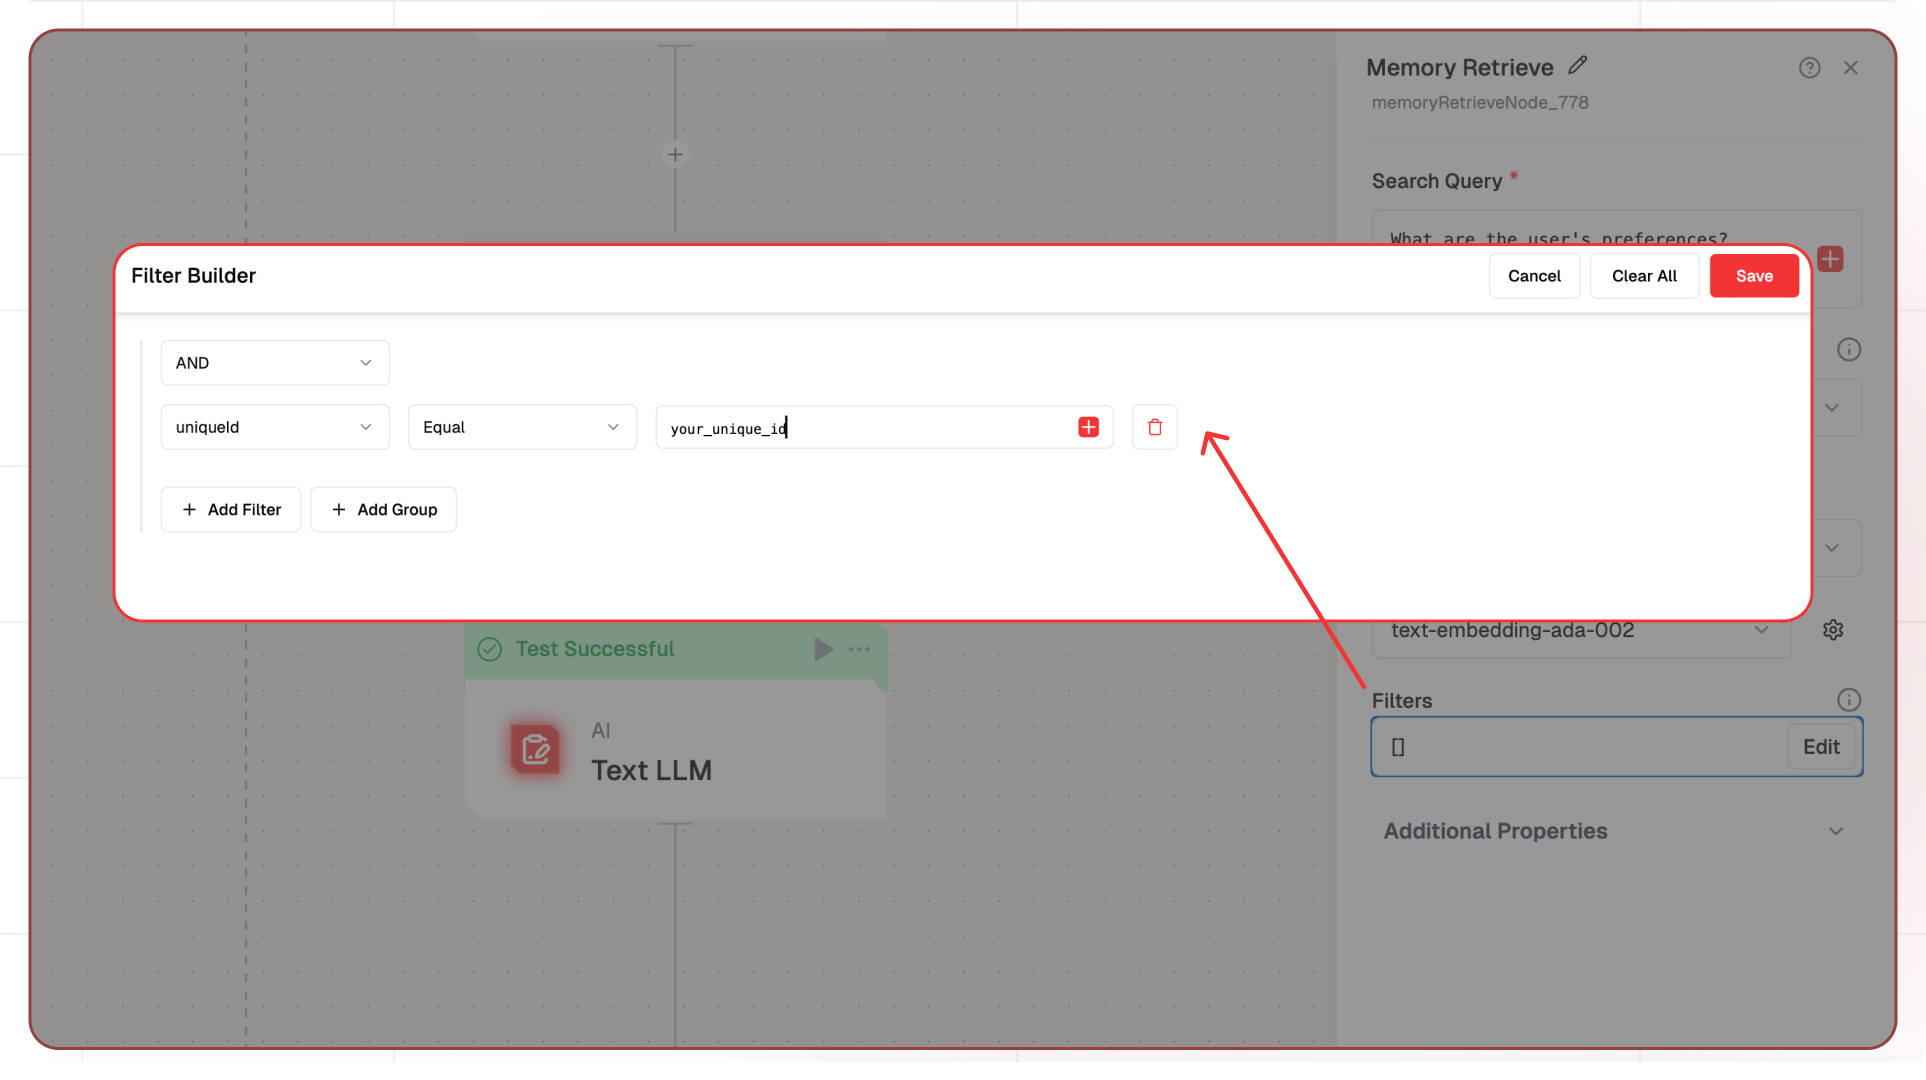 Memory Retrieve
memoryRetrieveNode_778
Search Query *
What are the user's preferences?
Filter Builder
Cancel
Clear All
Save
AND
uniqueId
Equal
your_unique_id
Add Filter
Add Group
text-embedding-ada-002
Test Successful
Filters
[]
Edit
AI
Text LLM
Additional Properties